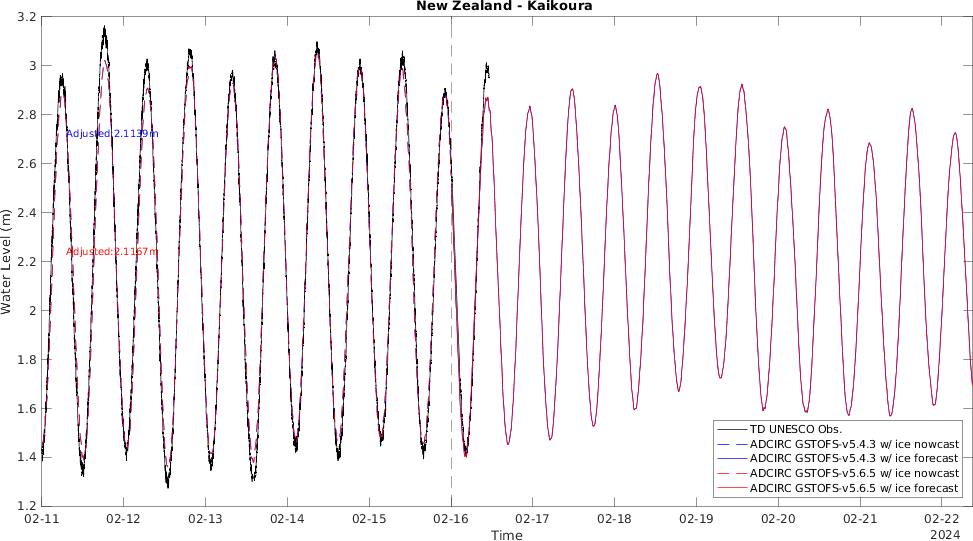 New Zealand - Kaikoura
3.2
3
2.8
2.6
2.4
2.2
2
1.8
1.6
1.4
1.2
Water Level (m)
Adjusted:2.1139m
Adjusted:2.1167m
TD UNESCO Obs.
ADCIRC GSTOFS-v5.4.3 w/ ice nowcast
ADCIRC GSTOFS-v5.4.3 w/ ice forecast
ADCIRC GSTOFS-v5.6.5 w/ ice nowcast
ADCIRC GSTOFS-v5.6.5 w/ ice forecast
02-11 02-12 02-13 02-14 02-15 02-16 02-17 02-18 02-19 02-20 02-21 02-22
Time
2024